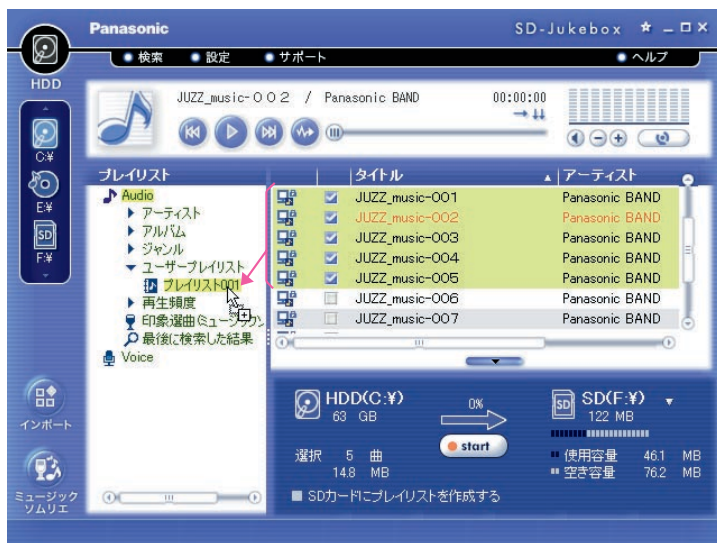 Panasonic
SD-Jukebox
検索 設定 サポート ヘルプ
HDD
C:¥
E:¥
SD
F:¥
JUZZ_music-002 / Panasonic BAND 00:00:00
プレイリスト
タイトル アーティスト
Audio
アーティスト
アルバム
ジャンル
ユーザープレイリスト
プレイリスト001
再生頻度
印象選曲(ミュージックソ
最後に検索した結果
Voice
JUZZ_music-001 Panasonic BAND
JUZZ_music-002 Panasonic BAND
JUZZ_music-003 Panasonic BAND
JUZZ_music-004 Panasonic BAND
JUZZ_music-005 Panasonic BAND
JUZZ_music-006 Panasonic BAND
JUZZ_music-007 Panasonic BAND
インポート
ミュージック
ソムリエ
HDD(C:¥)
63 GB
0%
start
SD
SD(F:¥)
122 MB
選択 5 曲
14.8 MB
使用容量 46.1 MB
空き容量 76.2 MB
SDカードにプレイリストを作成する